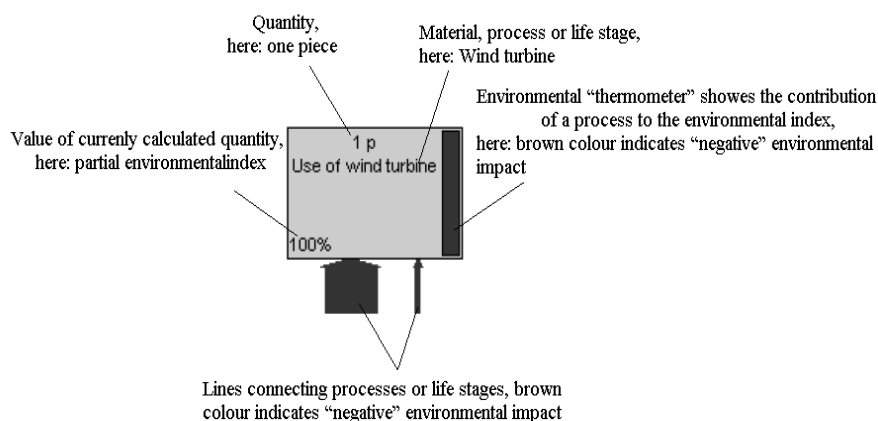 Quantity,
here: one piece
Material, process or life stage,
here: Wind turbine
Environmental “thermometer” showes the contribution
of a process to the environmental index,
here: brown colour indicates “negative” environmental
impact
Value of currenly calculated quantity,
here: partial environmentalindex
1 p
Use of wind turbine
100%
Lines connecting processes or life stages, brown
colour indicates “negative” environmental impact